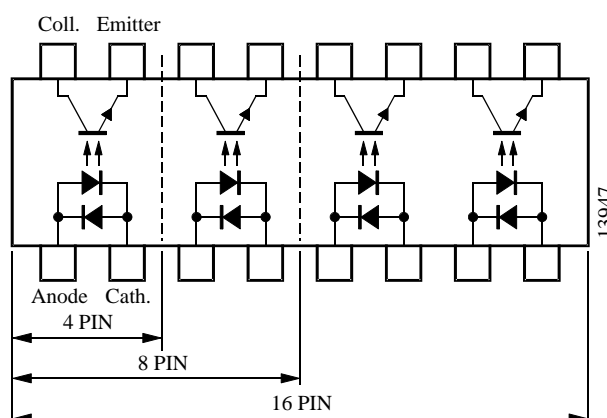 Coll. Emitter
13947
Anode Cath.
4 PIN
8 PIN
16 PIN